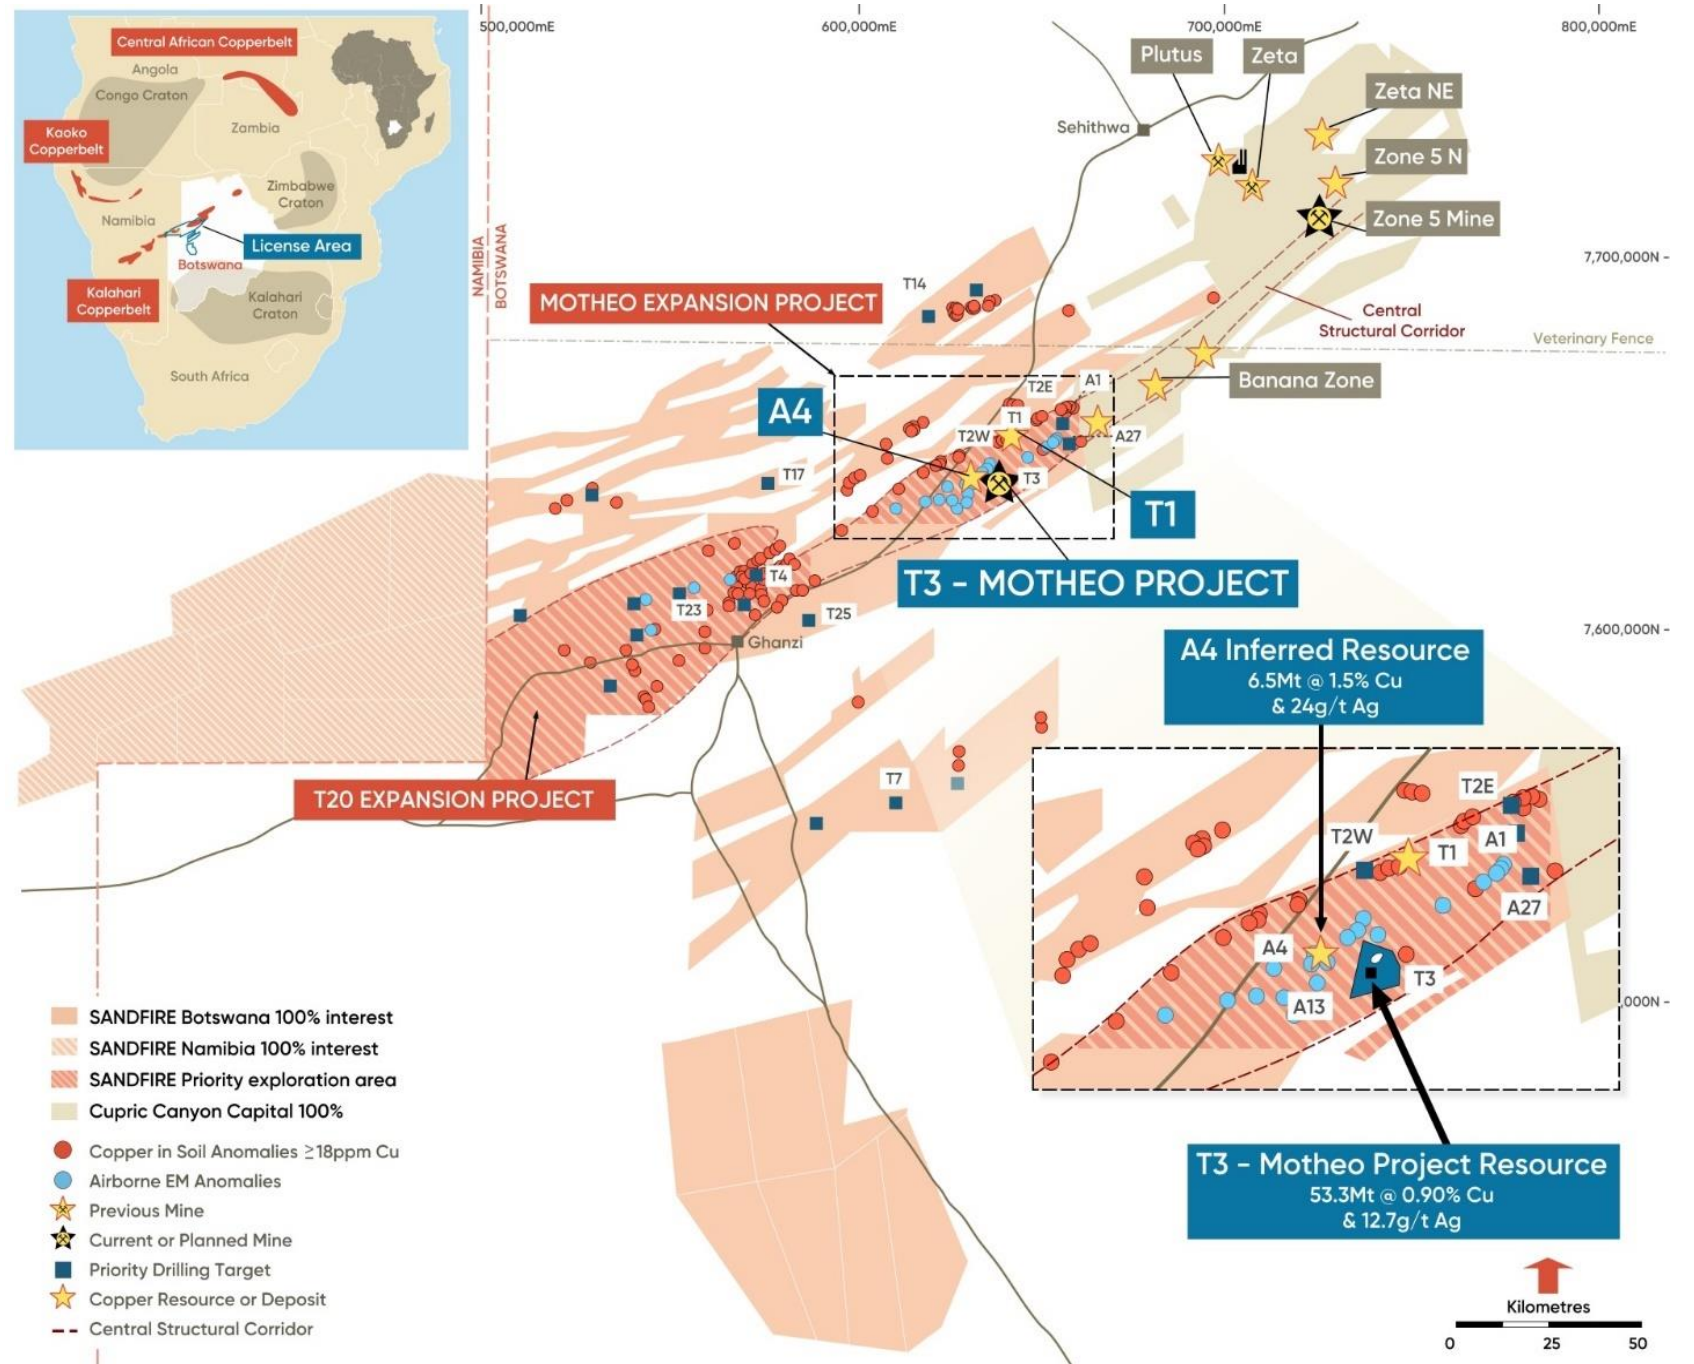 500,000mE
600,000mE
700,000mE
800,000mE
Central African Copperbelt
Angola
Congo Craton
Kaoko
Copperbelt
Zambia
Zimbabwe
Craton
Namibia
License Area
Botswana
Kalahari
Copperbelt
Kalahari
Craton
South Africa
NAMIBIA
BOTSWANA
Plutus
Zeta
Zeta NE
Sehithwa
Zone 5 N
Zone 5 Mine
7,700,000N
T14
MOTHEO EXPANSION PROJECT
Central
Structural Corridor
Veterinary Fence
Banana Zone
T2E
A1
A4
T1
T2W
A27
T17
T3
T1
T3 - MOTHEO PROJECT
T4
T23
T25
Ghanzi
7,600,000N
A4 Inferred Resource
6.5Mt @ 1.5% Cu
& 24g/t Ag
T7
T20 EXPANSION PROJECT
T2E
T2W
T1
A1
A27
A4
T3
A13
000N
T3 - Motheo Project Resource
53.3Mt @ 0.90% Cu
& 12.7g/t Ag
SANDFIRE Botswana 100% interest
SANDFIRE Namibia 100% interest
SANDFIRE Priority exploration area
Cupric Canyon Capital 100%
Copper in Soil Anomalies ≥18ppm Cu
Airborne EM Anomalies
Previous Mine
Current or Planned Mine
Priority Drilling Target
Copper Resource or Deposit
Central Structural Corridor
Kilometres
0 25 50